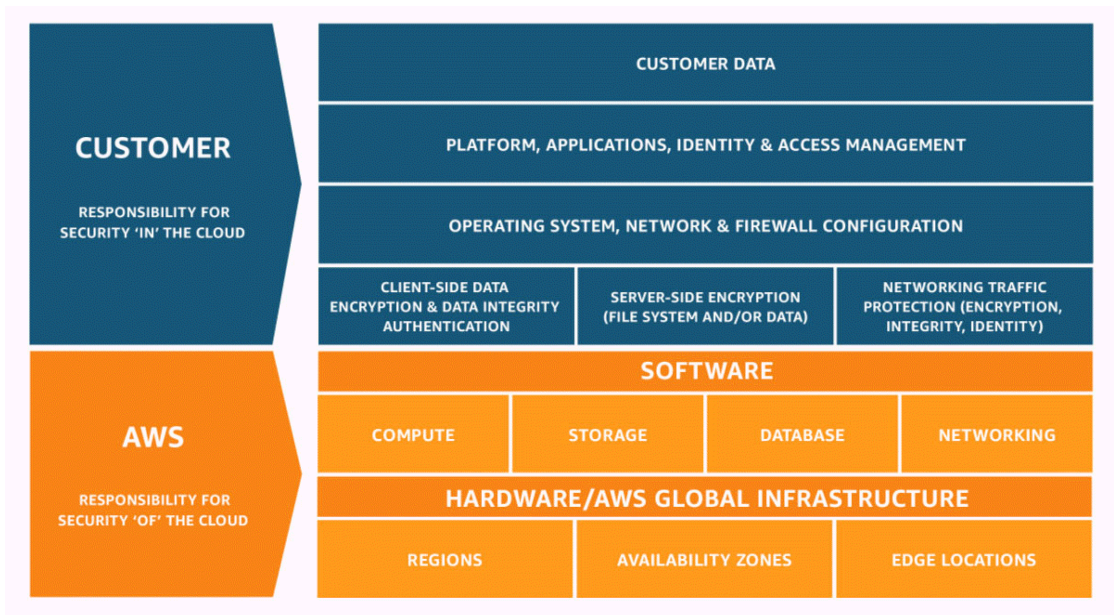 CUSTOMER
RESPONSIBILITY FOR
SECURITY ‘IN’ THE CLOUD
CUSTOMER DATA
PLATFORM, APPLICATIONS, IDENTITY & ACCESS MANAGEMENT
OPERATING SYSTEM, NETWORK & FIREWALL CONFIGURATION
CLIENT-SIDE DATA
ENCRYPTION & DATA INTEGRITY
AUTHENTICATION
SERVER-SIDE ENCRYPTION
(FILE SYSTEM AND/OR DATA)
NETWORKING TRAFFIC
PROTECTION (ENCRYPTION,
INTEGRITY, IDENTITY)
AWS
RESPONSIBILITY FOR
SECURITY ‘OF’ THE CLOUD
SOFTWARE
COMPUTE
STORAGE
DATABASE
NETWORKING
HARDWARE/AWS GLOBAL INFRASTRUCTURE
REGIONS
AVAILABILITY ZONES
EDGE LOCATIONS